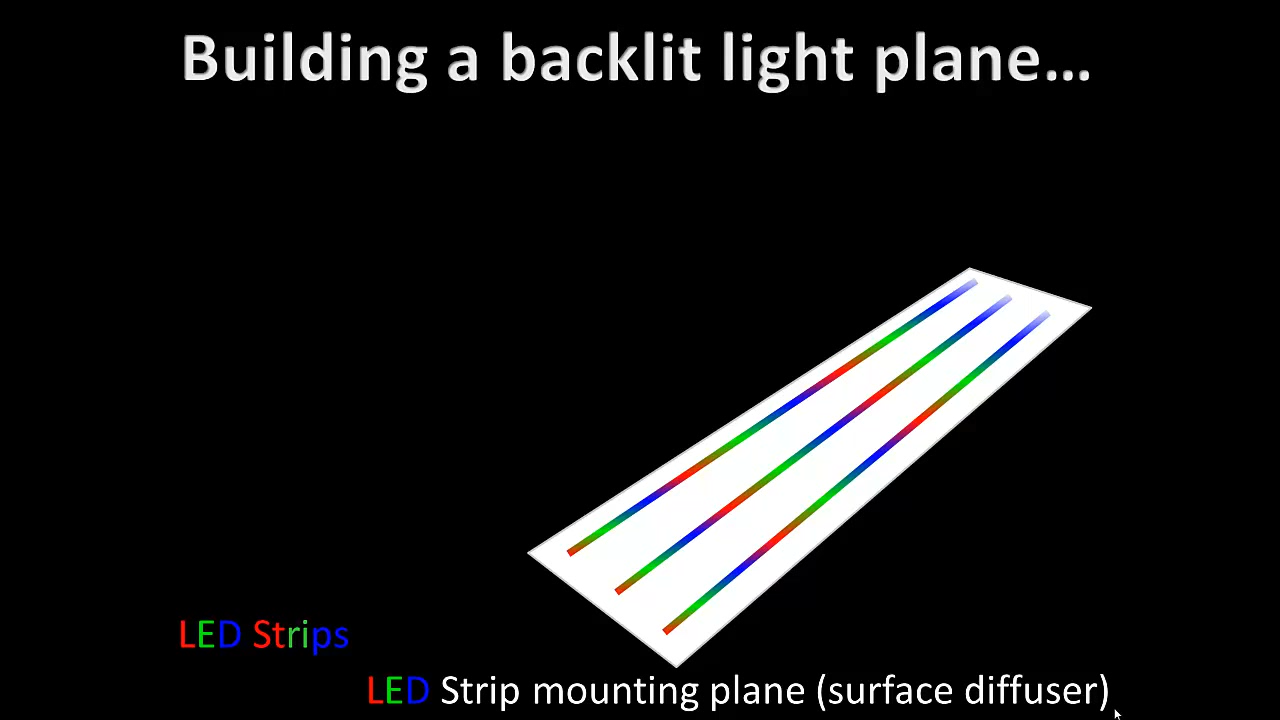 Building a backlit light plane...
LED Strips
LED Strip mounting plane (surface diffuser)